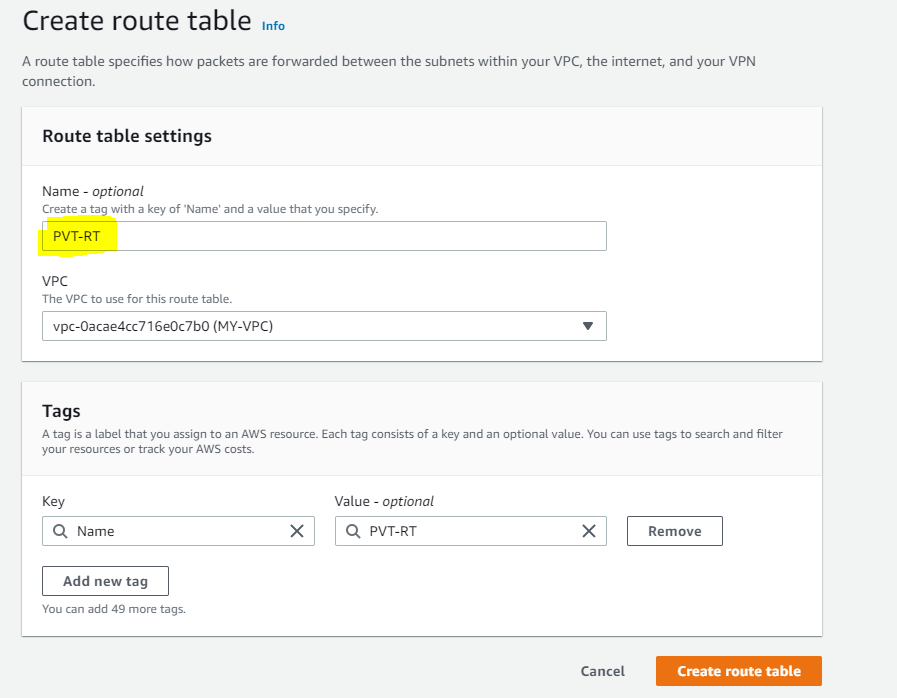 Create route table Info
A route table specifies how packets are forwarded between the subnets within your VPC, the internet, and your VPN
connection.
Route table settings
Name - optional
Create a tag with a key of 'Name' and a value that you specify.
PVT-RT
VPC
The VPC to use for this route table.
vpc-0acae4cc716e0c7b0 (MY-VPC)
Tags
A tag is a label that you assign to an AWS resource. Each tag consists of a key and an optional value. You can use tags to search and filter
your resources or track your AWS costs.
Key Value - optional
Name PVT-RT Remove
Add new tag
You can add 49 more tags.
Cancel Create route table